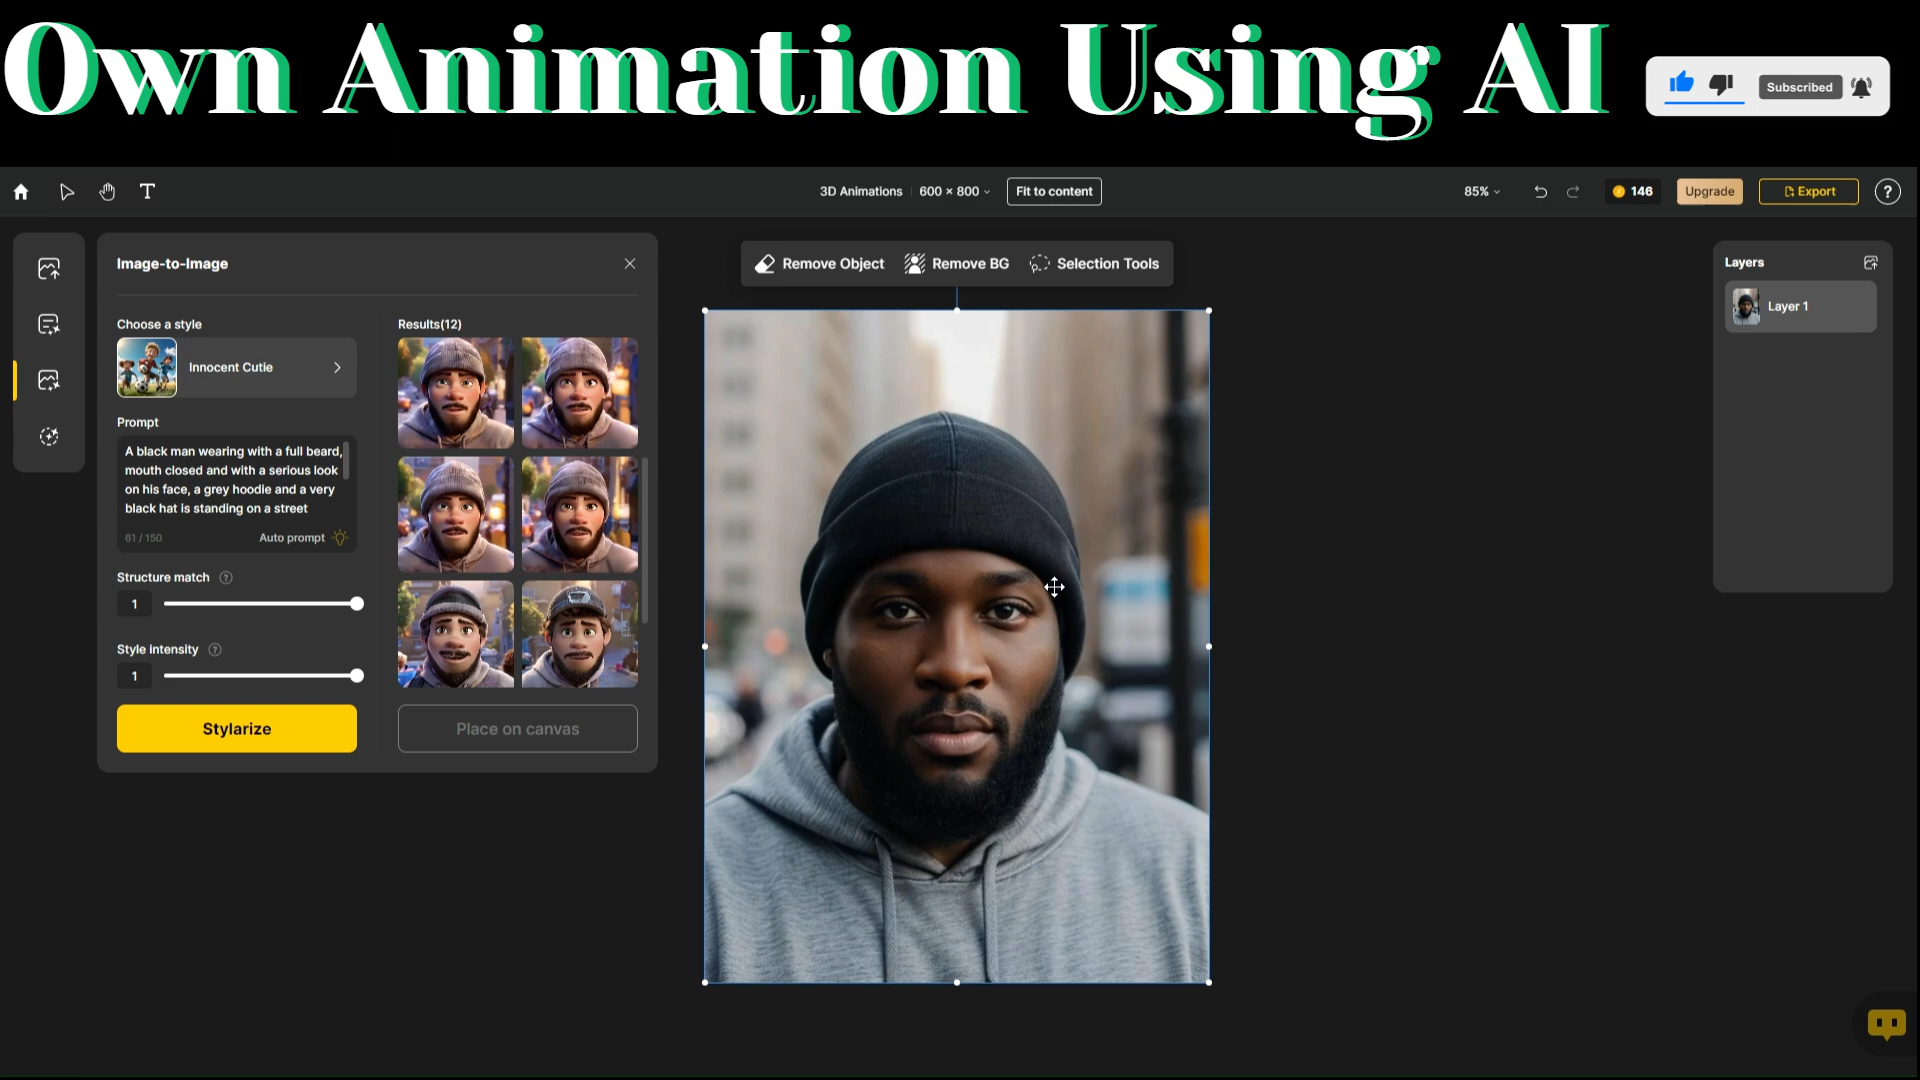 Own Animation Using AI
Subscribed
3D Animations
600 × 800
Fit to content
85%
146
Upgrade
Export
?
Image-to-Image
Remove Object
Remove BG
Selection Tools
Layers
Layer 1
Choose a style
Innocent Cutie
Results(12)
Prompt
A black man wearing with a full beard,
mouth closed and with a serious look
on his face, a grey hoodie and a very
black hat is standing on a street
61 / 150
Auto prompt
Structure match ?
1
Style intensity ?
1
Stylarize
Place on canvas